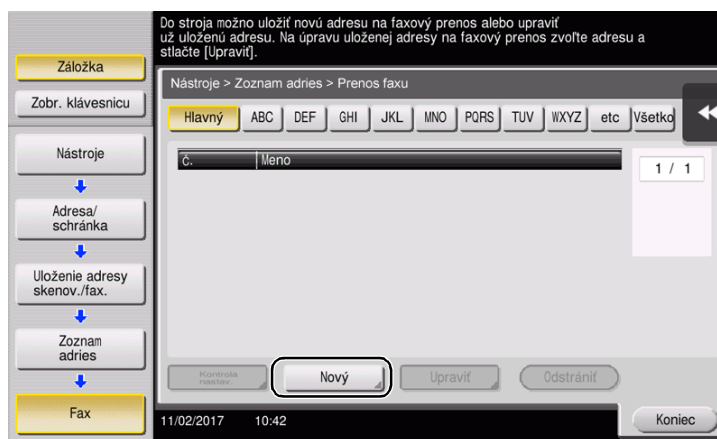 Do stroja možno uložiť novú adresu na faxový prenos alebo upraviť
už uloženú adresu. Na úpravu uloženej adresy na faxový prenos zvoľte adresu a
stlačte [Upraviť].
Záložka
Zobr. klávesnicu
Nástroje
Adresa/
schránka
Uloženie adresy
skenov./fax.
Zoznam
adries
Fax
Nástroje > Zoznam adries > Prenos faxu
Hlavný ABC DEF GHI JKL MNO PQRS TUV WXYZ etc Všetko
č. Meno
1 / 1
Kontrola
nastav.
Nový
Upraviť
Odstrániť
11/02/2017 10:42
Koniec